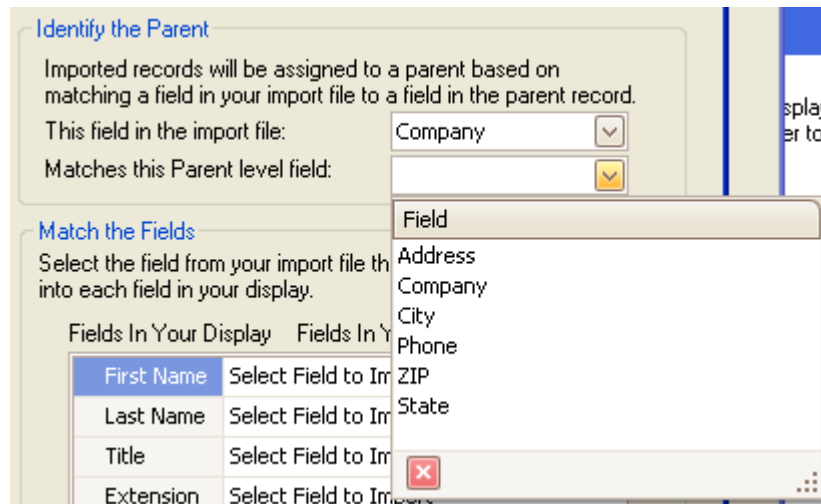 Identify the Parent
Imported records will be assigned to a parent based on
matching a field in your import file to a field in the parent record.
This field in the import file: Company
Matches this Parent level field:
Field
Address
Company
City
Phone
ZIP
State
Match the Fields
Select the field from your import file
into each field in your display.
Fields In Your Display Fields In
First Name Select Field to
Last Name Select Field to
Title Select Field to
Extension Select Field to Import